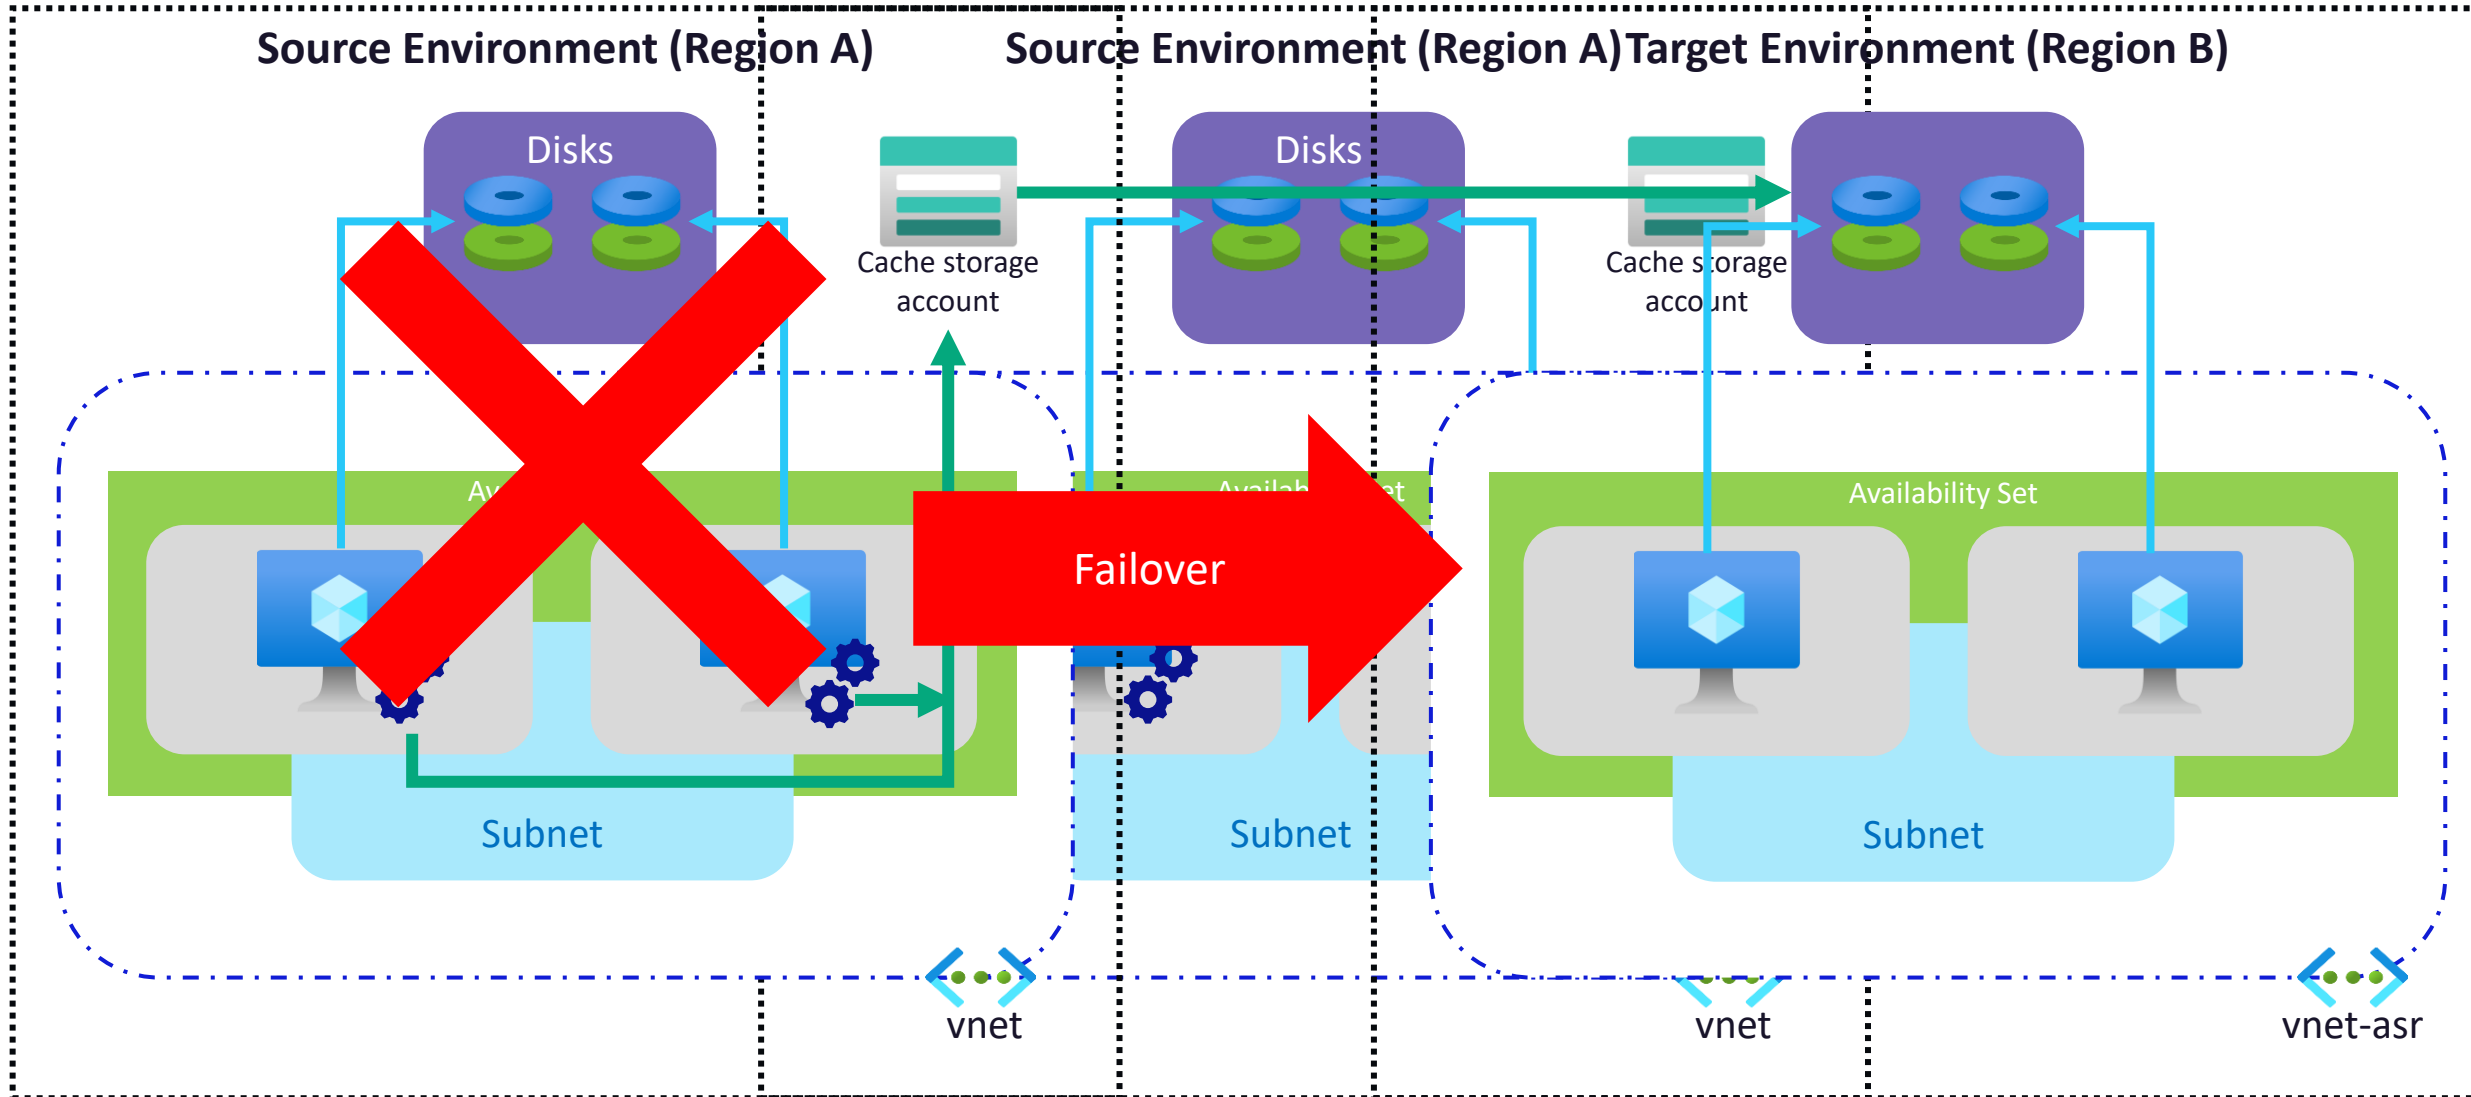 Source Environment (Region A)
Source Environment (Region A)
Target Environment (Region B)
Disks
Disks
Cache storage
account
Cache storage
account
Availability Set
Failover
Subnet
Subnet
Subnet
vnet
vnet
vnet-asr